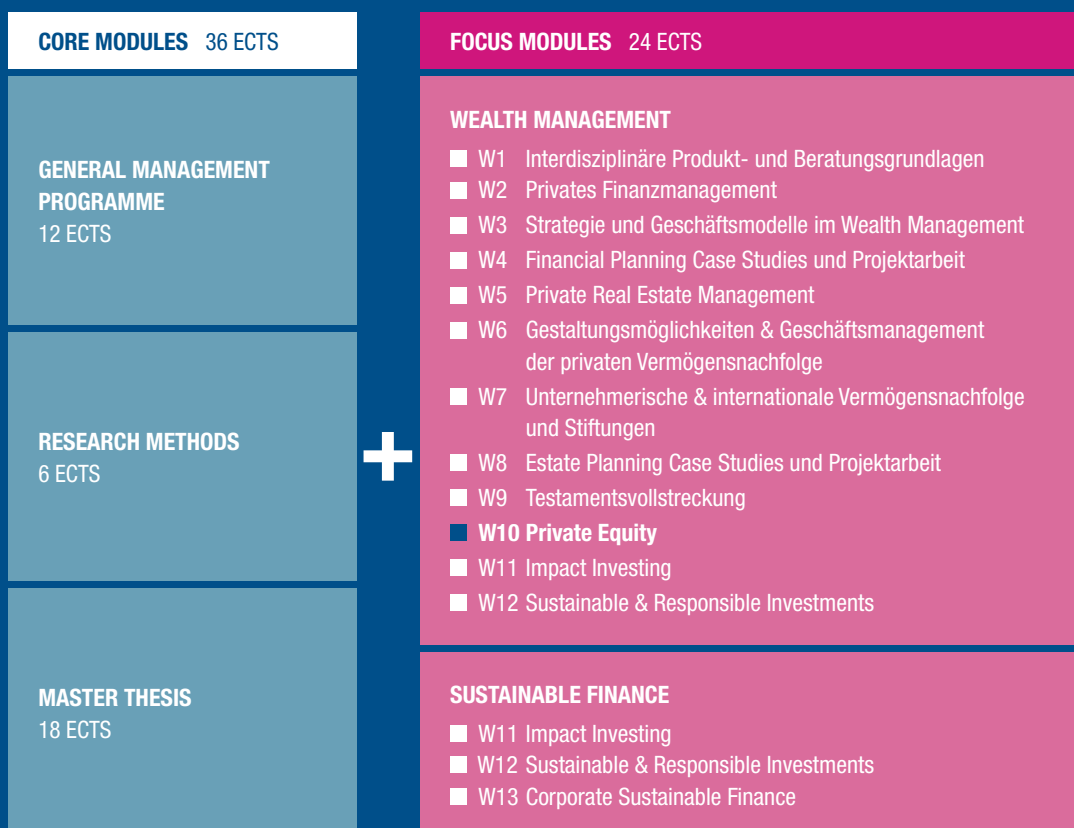 CORE MODULES 36 ECTS
GENERAL MANAGEMENT
PROGRAMME
12 ECTS
RESEARCH METHODS
6 ECTS
MASTER THESIS
18 ECTS
+
FOCUS MODULES 24 ECTS
WEALTH MANAGEMENT
W1 Interdisziplinäre Produkt- und Beratungsgrundlagen
W2 Privates Finanzmanagement
W3 Strategie und Geschäftsmodelle im Wealth Management
W4 Financial Planning Case Studies und Projektarbeit
W5 Private Real Estate Management
W6 Gestaltungsmöglichkeiten & Geschäftsmanagement
der privaten Vermögensnachfolge
W7 Unternehmerische & internationale Vermögensnachfolge
und Stiftungen
W8 Estate Planning Case Studies und Projektarbeit
W9 Testamentsvollstreckung
W10 Private Equity
W11 Impact Investing
W12 Sustainable & Responsible Investments
SUSTAINABLE FINANCE
W11 Impact Investing
W12 Sustainable & Responsible Investments
W13 Corporate Sustainable Finance